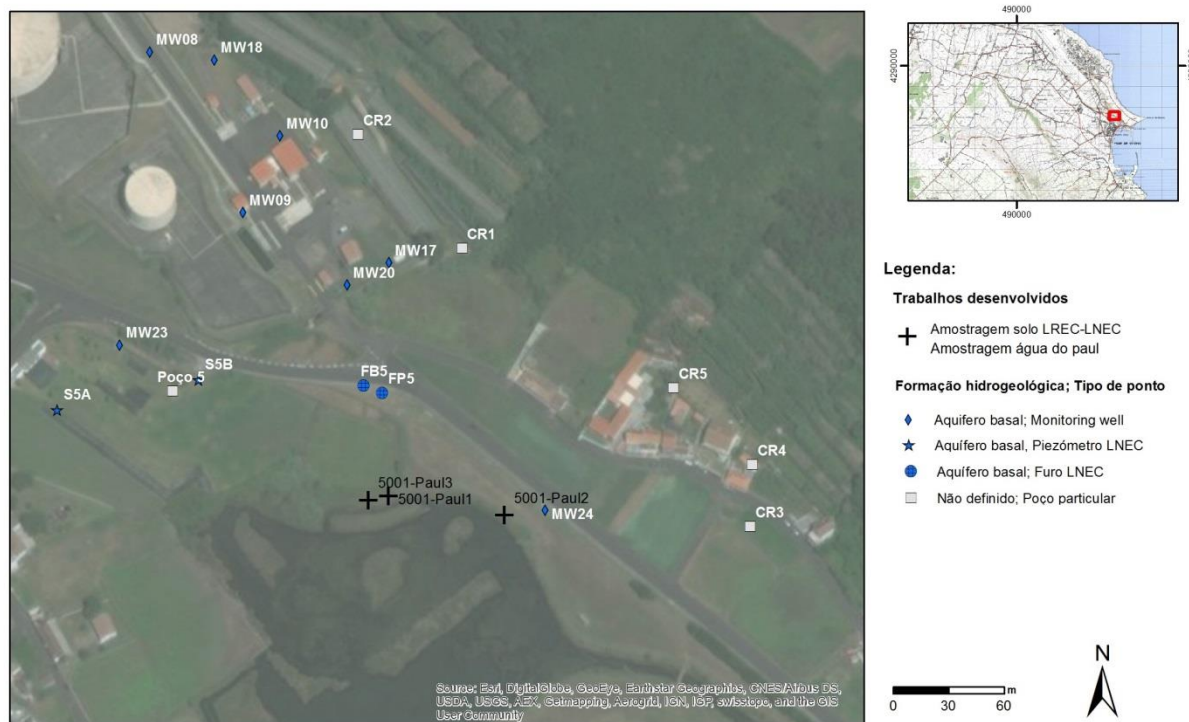 MW08
MW18
MW10
CR2
MW09
MW17
CR1
MW20
MW23
S5B
Poço 5
S5A
FB5
FP5
CR5
CR4
5001-Paul3
5001-Paul1
5001-Paul2
MW24
CR3
Source: Esri, DigitalGlobe, GeoEye, Earthstar Geographics, CNES/Airbus DS,
USDA, USGS, AEX, Getmapping, Aerogrid, IGN, IGP, swisstopo, and the GIS
User Community
490000
4290000
490000
Legenda:
Trabalhos desenvolvidos
Amostragem solo LREC-LNEC
Amostragem água do paul
Formação hidrogeológica; Tipo de ponto
Aquifero basal; Monitoring well
Aquífero basal, Piezómetro LNEC
Aquífero basal; Furo LNEC
Não definido; Poço particular
0 30 60 m
N